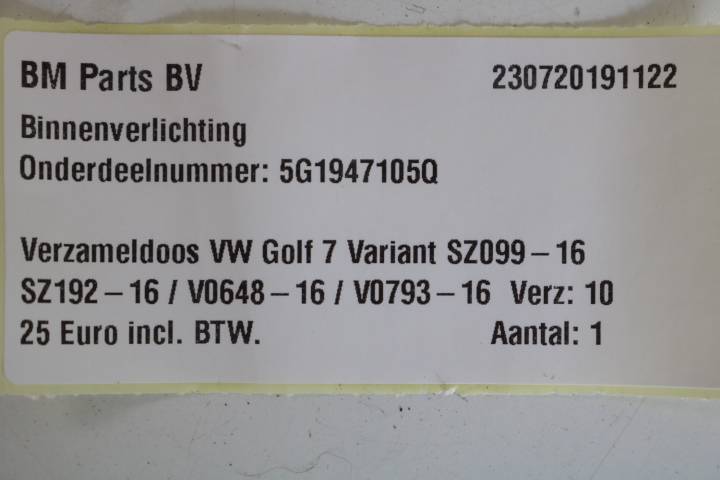 BM Parts BV 230720191122
Binnenverlichting
Onderdeelnummer: 5G1947105Q
Verzameldoos VW Golf 7 Variant SZ099-16
SZ192-16 / V0648-16 / V0793-16 Verz: 10
25 Euro incl. BTW. Aantal: 1